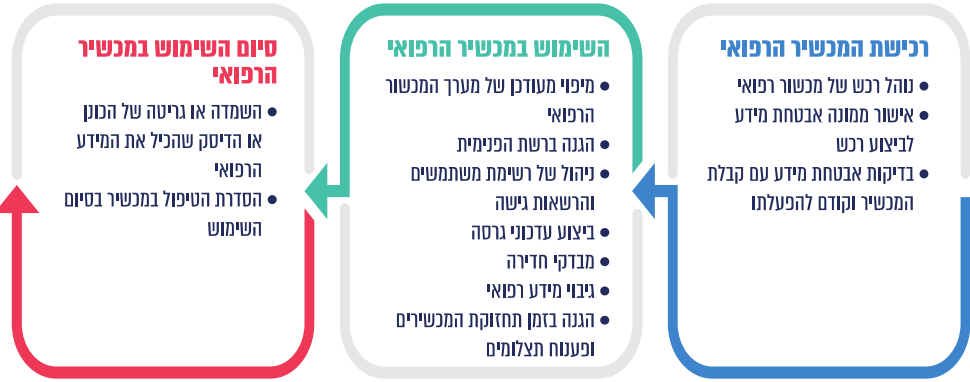 רכישת המכשיר הרפואי
• נוהל רכש של מכשור רפואי
• אישור ממונה אבטחת מידע
לביצוע רכש
• בדיקות אבטחת מידע עם קבלת
המכשיר וקודם להפעלתו
השימוש במכשיר הרפואי
• מיפוי מעודכן של מערך המכשור
הרפואי
• הגנה ברשת הפנימית
• ניהול של רשימת משתמשים
והרשאות גישה
• ביצוע עדכוני גרסה
• מבדקי חדירה
• גיבוי מידע רפואי
• הגנה בזמן תחזוקת המכשירים
ופענוח תצלומים
סיום השימוש במכשיר
הרפואי
• השמדה או גריטה של הכונן
או הדיסק שהכיל את המידע
הרפואי
• הסדרת הטיפול במכשיר בסיום
השימוש